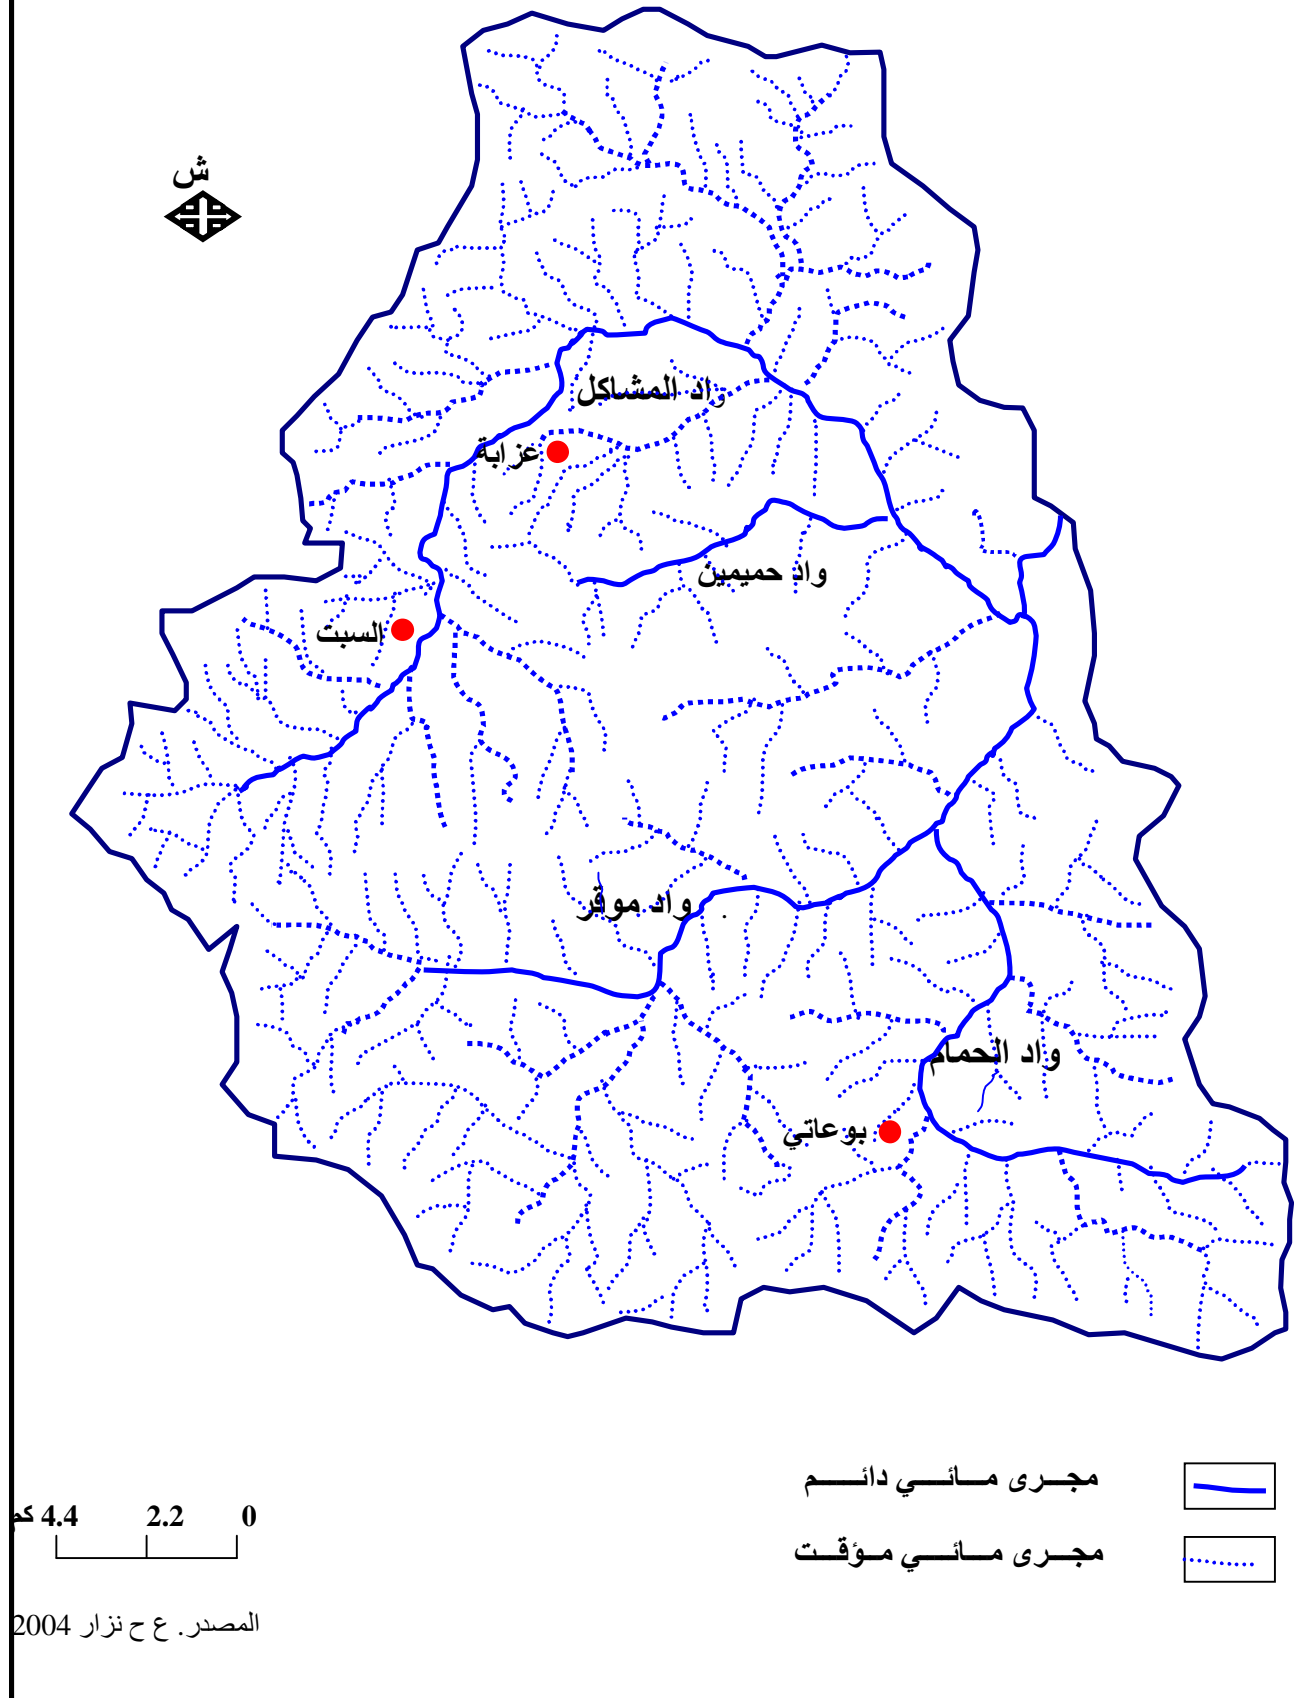 ش
واد المشاكل
عزابة
واد حميمين
السبت
واد موقر
واد الحمام
بوعاتي
مجرى مائي دائم
مجرى مائي مؤقت
0 2.2 4.4 كم
المصدر. ع ح نزار 2004